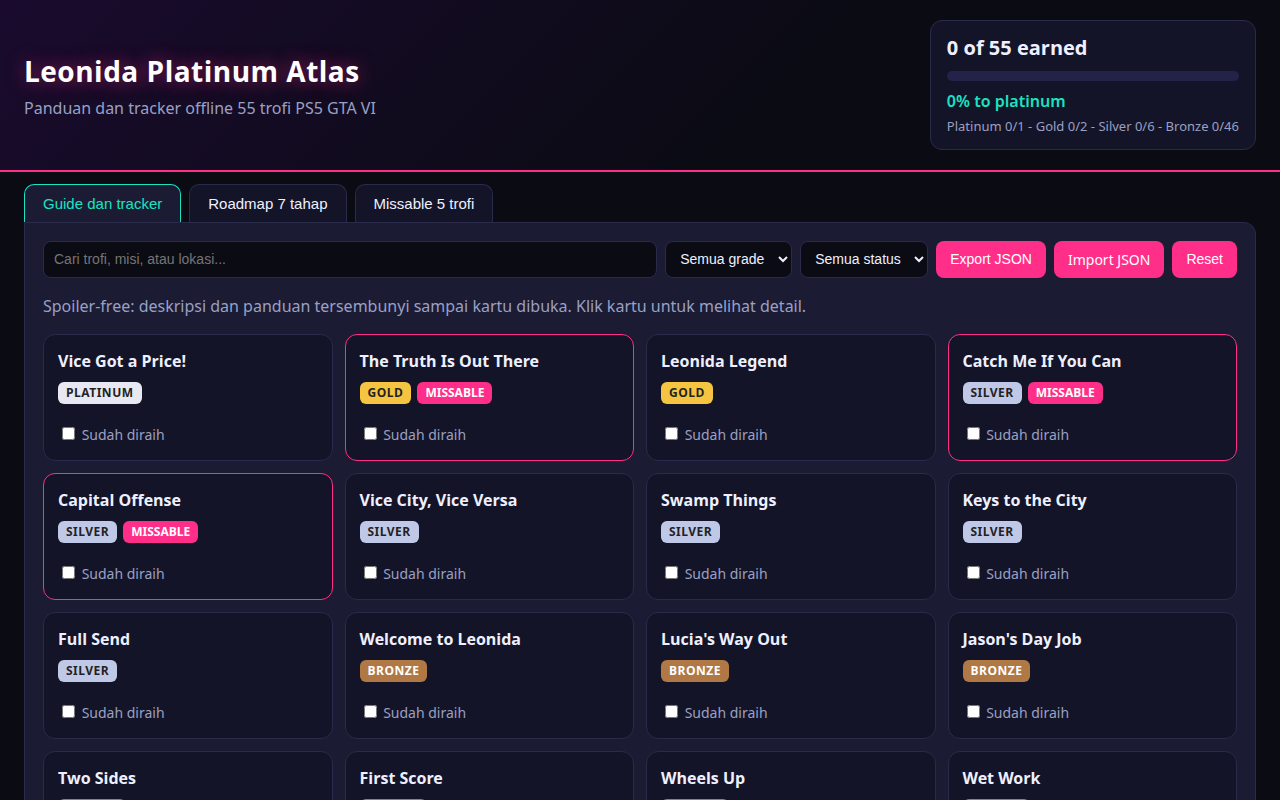 Leonida Platinum Atlas
Panduan dan tracker offline 55 trofi PS5 GTA VI
0 of 55 earned
0% to platinum
Platinum 0/1 - Gold 0/2 - Silver 0/6 - Bronze 0/46
Guide dan tracker
Roadmap 7 tahap
Missable 5 trofi
Cari trofi, misi, atau lokasi...
Semua grade
Semua status
Export JSON
Import JSON
Reset
Spoiler-free: deskripsi dan panduan tersembunyi sampai kartu dibuka. Klik kartu untuk melihat detail.
Vice Got a Price!
PLATINUM
Sudah diraih
The Truth Is Out There
GOLD MISSABLE
Sudah diraih
Leonida Legend
GOLD
Sudah diraih
Catch Me If You Can
SILVER MISSABLE
Sudah diraih
Capital Offense
SILVER MISSABLE
Sudah diraih
Vice City, Vice Versa
SILVER
Sudah diraih
Swamp Things
SILVER
Sudah diraih
Keys to the City
SILVER
Sudah diraih
Full Send
SILVER
Sudah diraih
Welcome to Leonida
BRONZE
Sudah diraih
Lucia's Way Out
BRONZE
Sudah diraih
Jason's Day Job
BRONZE
Sudah diraih
Two Sides
First Score
Wheels Up
Wet Work